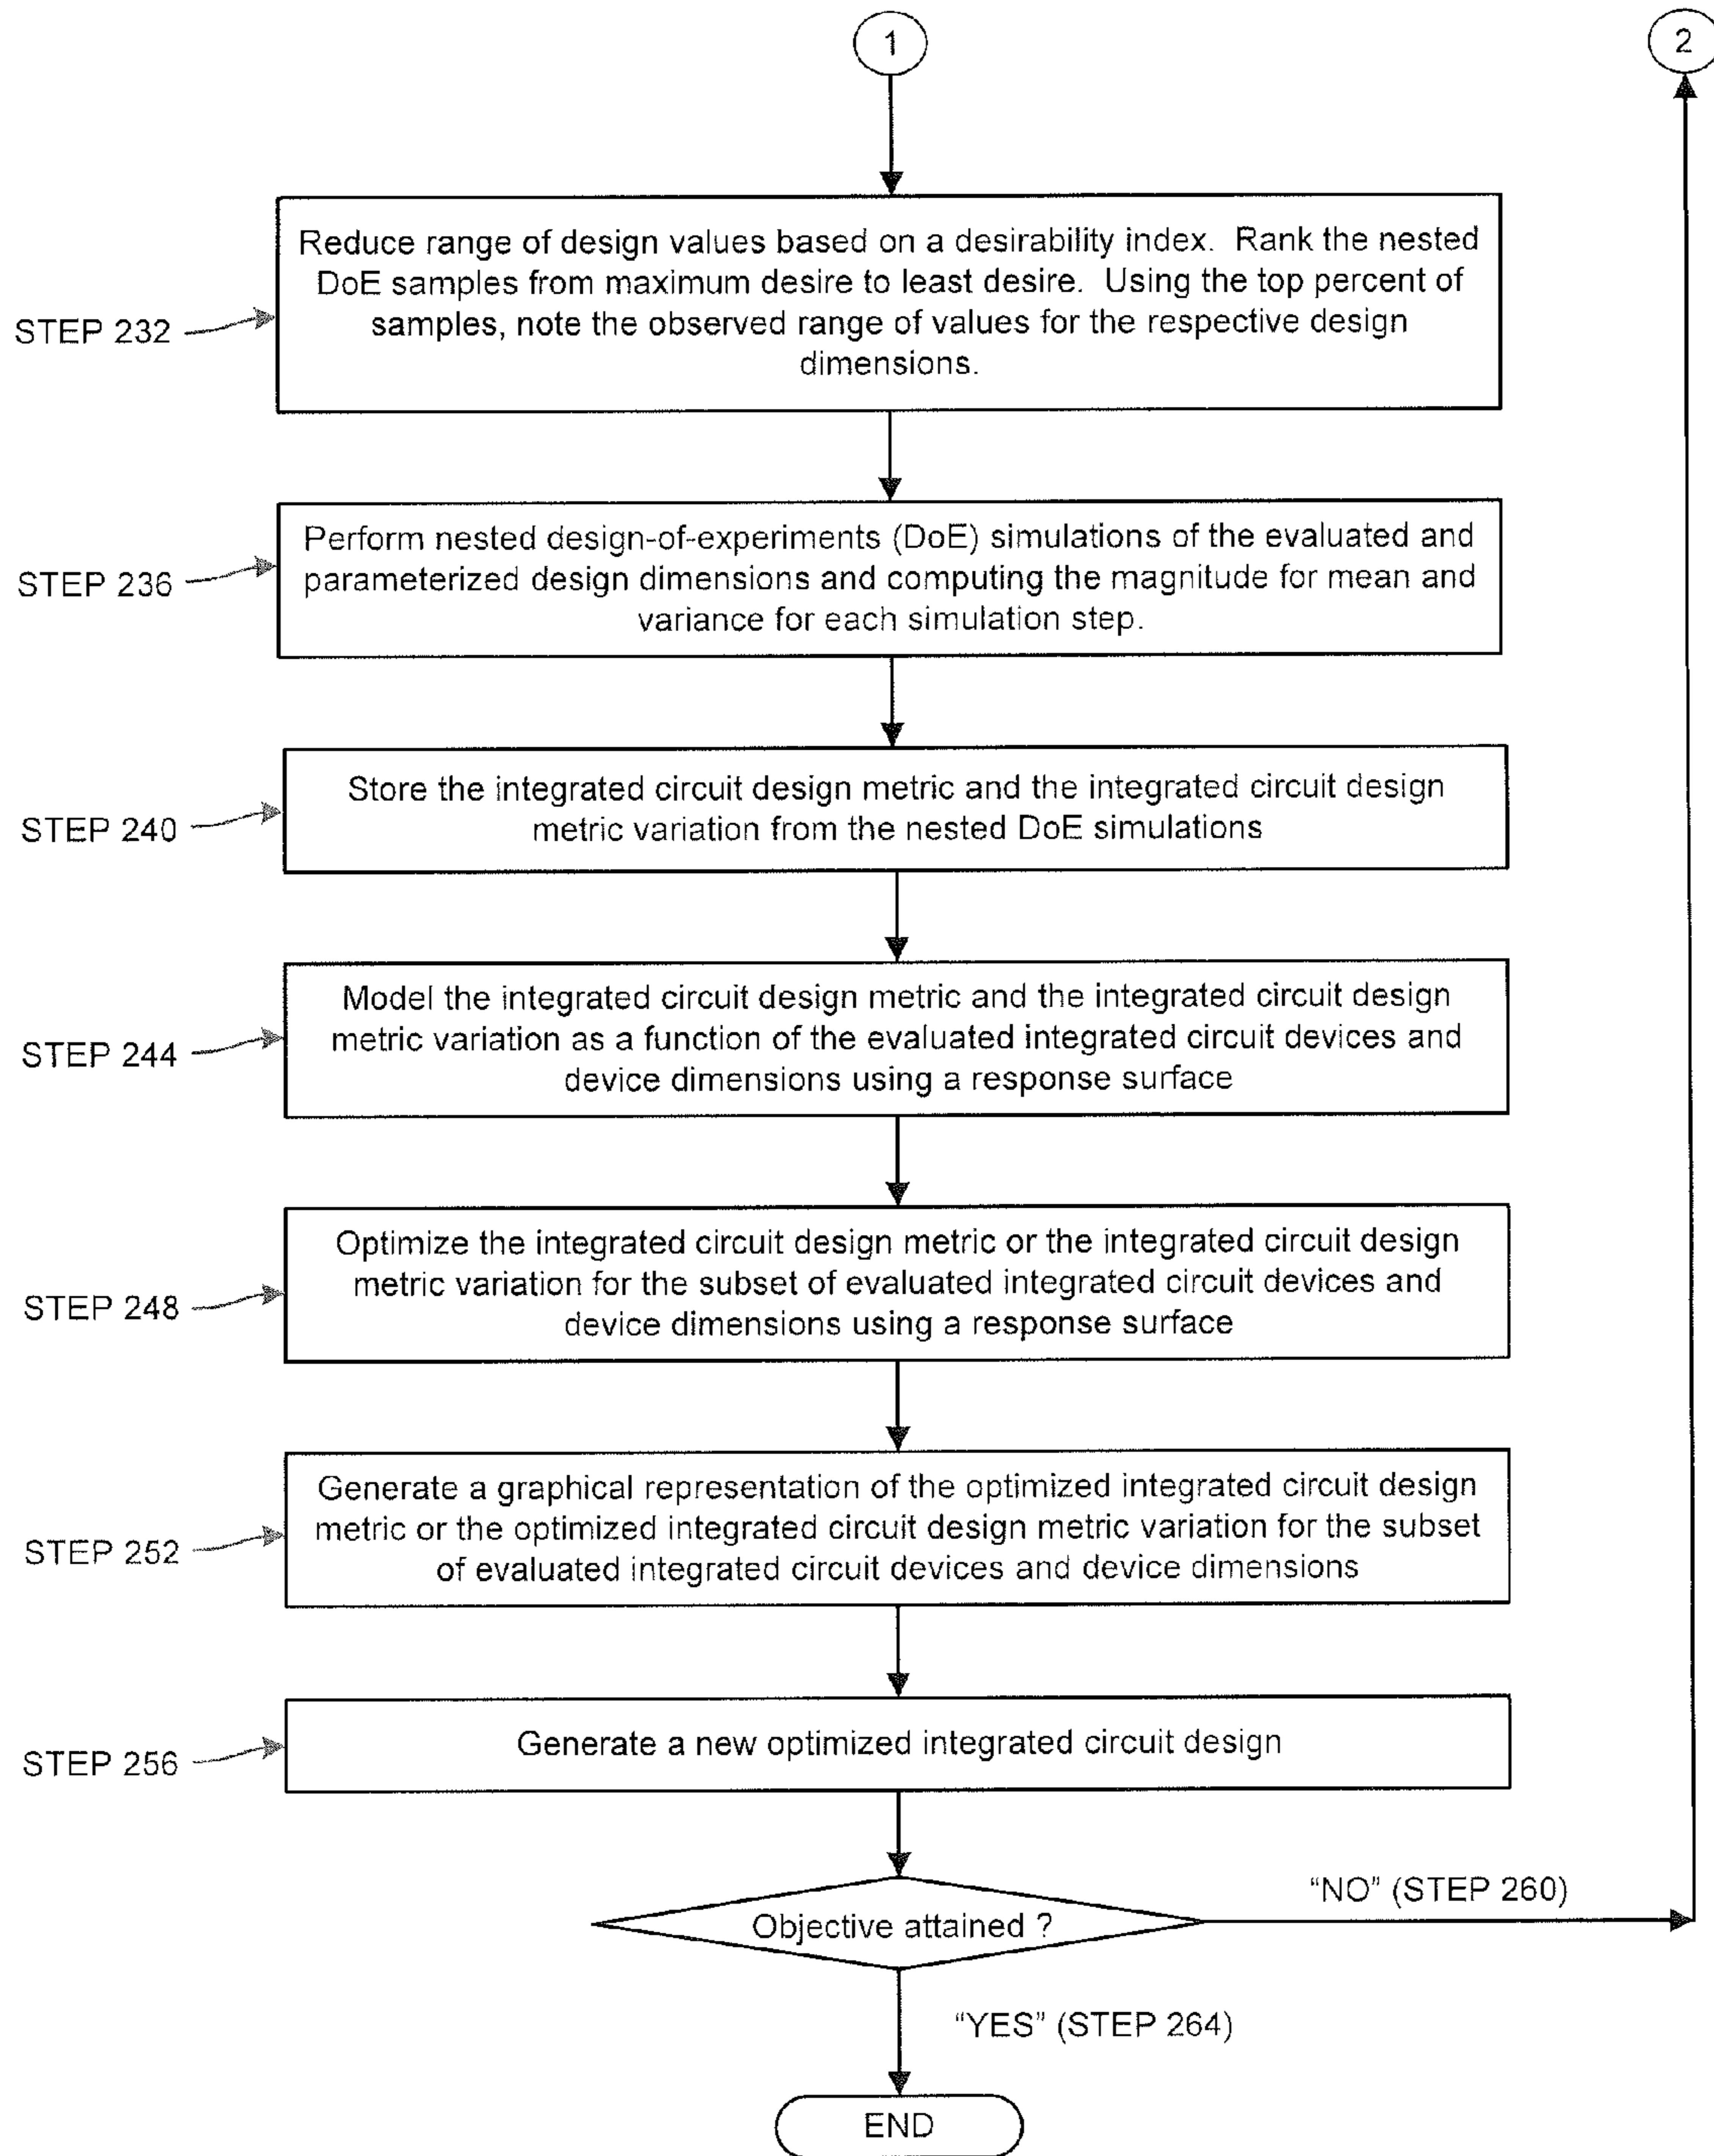 1
2
STEP 232
Reduce range of design values based on a desirability index. Rank the nested
DoE samples from maximum desire to least desire. Using the top percent of
samples, note the observed range of values for the respective design
dimensions.
STEP 236
Perform nested design-of-experiments (DoE) simulations of the evaluated and
parameterized design dimensions and computing the magnitude for mean and
variance for each simulation step.
STEP 240
Store the integrated circuit design metric and the integrated circuit design
metric variation from the nested DoE simulations
STEP 244
Model the integrated circuit design metric and the integrated circuit design
metric variation as a function of the evaluated integrated circuit devices and
device dimensions using a response surface
STEP 248
Optimize the integrated circuit design metric or the integrated circuit design
metric variation for the subset of evaluated integrated circuit devices and
device dimensions using a response surface
STEP 252
Generate a graphical representation of the optimized integrated circuit design
metric or the optimized integrated circuit design metric variation for the subset
of evaluated integrated circuit devices and device dimensions
STEP 256
Generate a new optimized integrated circuit design
Objective attained ?
“NO” (STEP 260)
“YES” (STEP 264)
END